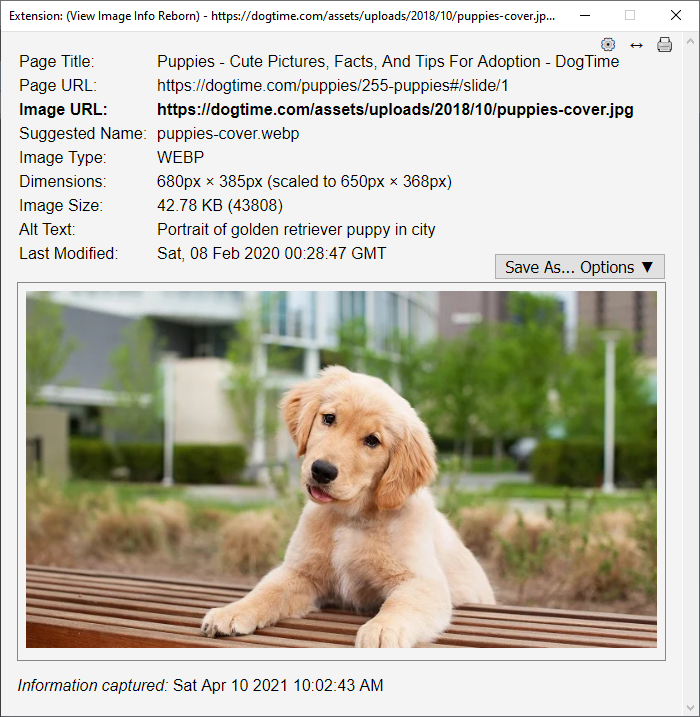 Extension: (View Image Info Reborn) - https://dogtime.com/assets/uploads/2018/10/puppies-cover.jp...
Page Title: Puppies - Cute Pictures, Facts, And Tips For Adoption - DogTime
Page URL: https://dogtime.com/puppies/255-puppies#/slide/1
Image URL: https://dogtime.com/assets/uploads/2018/10/puppies-cover.jpg
Suggested Name: puppies-cover.webp
Image Type: WEBP
Dimensions: 680px × 385px (scaled to 650px × 368px)
Image Size: 42.78 KB (43808)
Alt Text: Portrait of golden retriever puppy in city
Last Modified: Sat, 08 Feb 2020 00:28:47 GMT
Save As... Options ▼
Information captured: Sat Apr 10 2021 10:02:43 AM